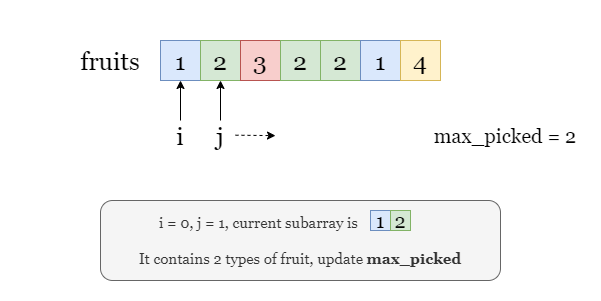 fruits 1 2 3 2 2 1 4
i j max_picked = 2
i = 0, j = 1, current subarray is 1 2
It contains 2 types of fruit, update max_picked